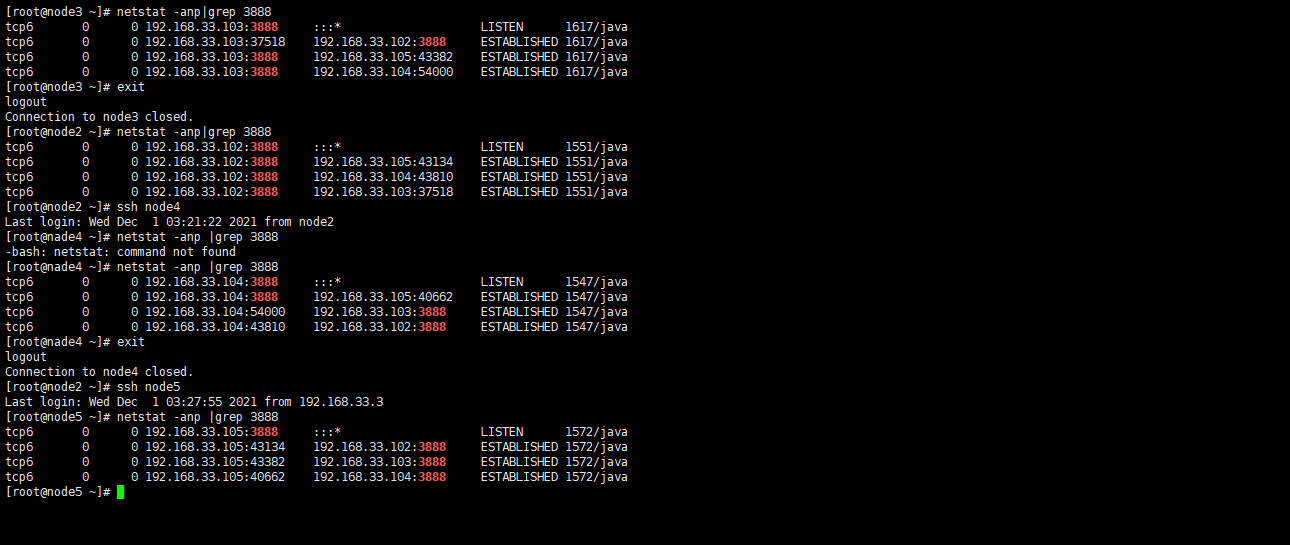 [root@node3 ~]# netstat -anp|grep 3888
tcp6       0      0 192.168.33.103:3888     :::*                    LISTEN      1617/java
tcp6       0      0 192.168.33.103:37518    192.168.33.102:3888     ESTABLISHED 1617/java
tcp6       0      0 192.168.33.103:3888     192.168.33.105:43382    ESTABLISHED 1617/java
tcp6       0      0 192.168.33.103:3888     192.168.33.104:54000    ESTABLISHED 1617/java
[root@node3 ~]# exit
logout
Connection to node3 closed.
[root@node2 ~]# netstat -anp|grep 3888
tcp6       0      0 192.168.33.102:3888     :::*                    LISTEN      1551/java
tcp6       0      0 192.168.33.102:3888     192.168.33.105:43134    ESTABLISHED 1551/java
tcp6       0      0 192.168.33.102:3888     192.168.33.104:43810    ESTABLISHED 1551/java
tcp6       0      0 192.168.33.102:3888     192.168.33.103:37518    ESTABLISHED 1551/java
[root@node2 ~]# ssh node4
Last login: Wed Dec  1 03:21:22 2021 from node2
[root@nade4 ~]# netstat -anp |grep 3888
-bash: netstat: command not found
[root@nade4 ~]# netstat -anp |grep 3888
tcp6       0      0 192.168.33.104:3888     :::*                    LISTEN      1547/java
tcp6       0      0 192.168.33.104:3888     192.168.33.105:40662    ESTABLISHED 1547/java
tcp6       0      0 192.168.33.104:54000    192.168.33.103:3888     ESTABLISHED 1547/java
tcp6       0      0 192.168.33.104:43810    192.168.33.102:3888     ESTABLISHED 1547/java
[root@nade4 ~]# exit
logout
Connection to node4 closed.
[root@node2 ~]# ssh node5
Last login: Wed Dec  1 03:27:55 2021 from 192.168.33.3
[root@node5 ~]# netstat -anp |grep 3888
tcp6       0      0 192.168.33.105:3888     :::*                    LISTEN      1572/java
tcp6       0      0 192.168.33.105:43134    192.168.33.102:3888     ESTABLISHED 1572/java
tcp6       0      0 192.168.33.105:43382    192.168.33.103:3888     ESTABLISHED 1572/java
tcp6       0      0 192.168.33.105:40662    192.168.33.104:3888     ESTABLISHED 1572/java
[root@node5 ~]#